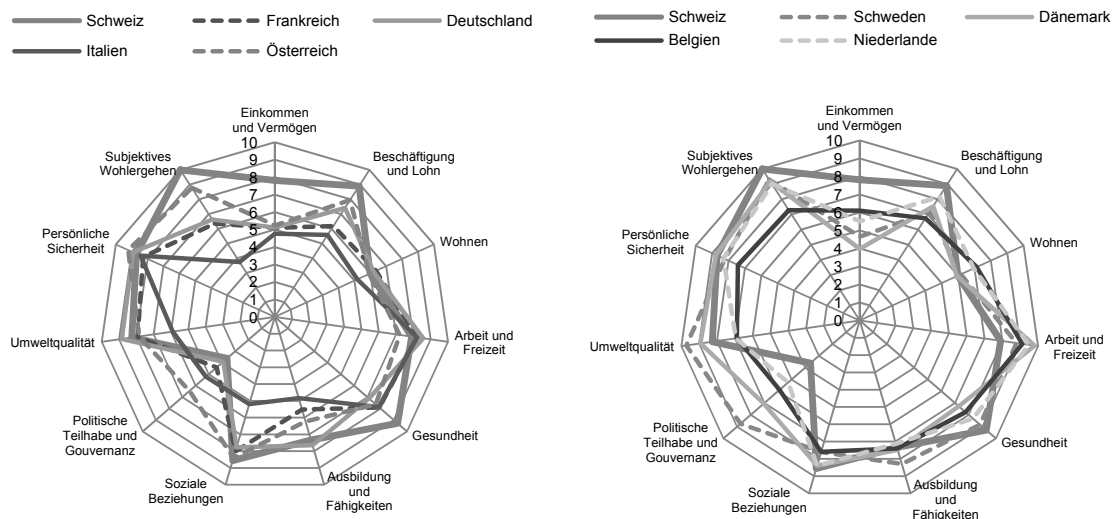 Schweiz
Frankreich
Deutschland
Italien
Österreich
Einkommen
und Vermögen
10
9
8
7
6
5
4
3
2
1
0
Beschäftigung
und Lohn
Wohnen
Arbeit und
Freizeit
Gesundheit
Ausbildung
und
Fähigkeiten
Soziale
Beziehungen
Politische
Teilhabe und
Gouvernanz
Umweltqualität
Persönliche
Sicherheit
Subjektives
Wohlergehen
Schweiz
Schweden
Dänemark
Belgien
Niederlande
Einkommen
und Vermögen
10
9
8
7
6
5
4
3
2
1
0
Beschäftigung
und Lohn
Wohnen
Arbeit und
Freizeit
Gesundheit
Ausbildung
und
Fähigkeiten
Soziale
Beziehungen
Politische
Teilhabe und
Gouvernanz
Umweltqualität
Persönliche
Sicherheit
Subjektives
Wohlergehen